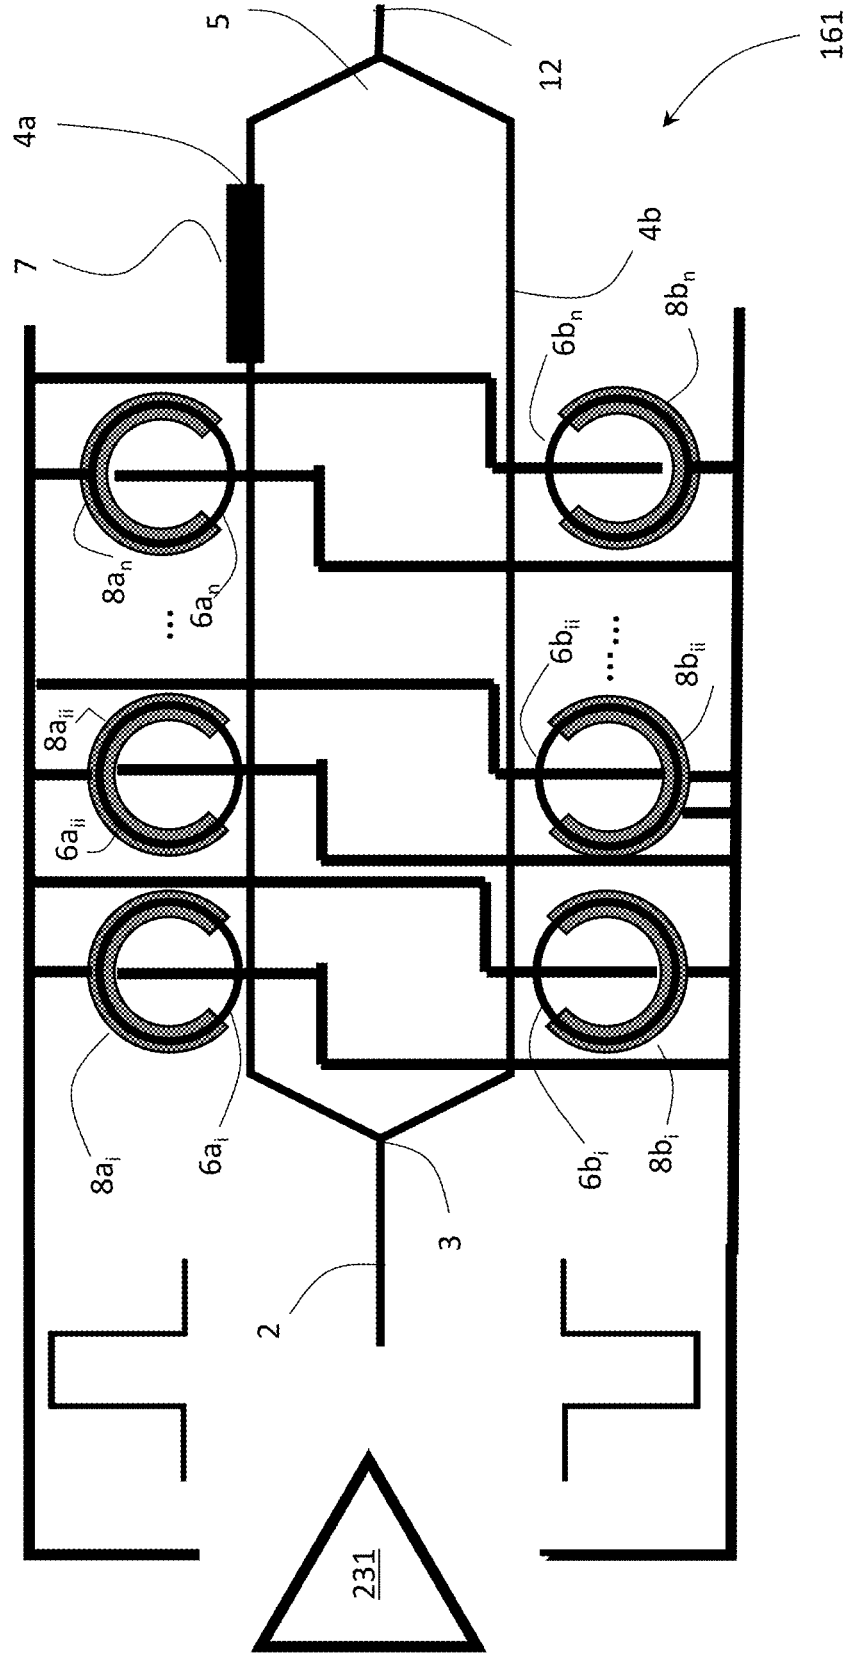 5
12
161
4a
7
4b
6bₙ
8bₙ
8aₙ
6aₙ
...
8aᵢᵢ
6aᵢᵢ
6bᵢᵢ
......
8bᵢᵢ
8aᵢ
6aᵢ
6bᵢ
8bᵢ
3
2
231